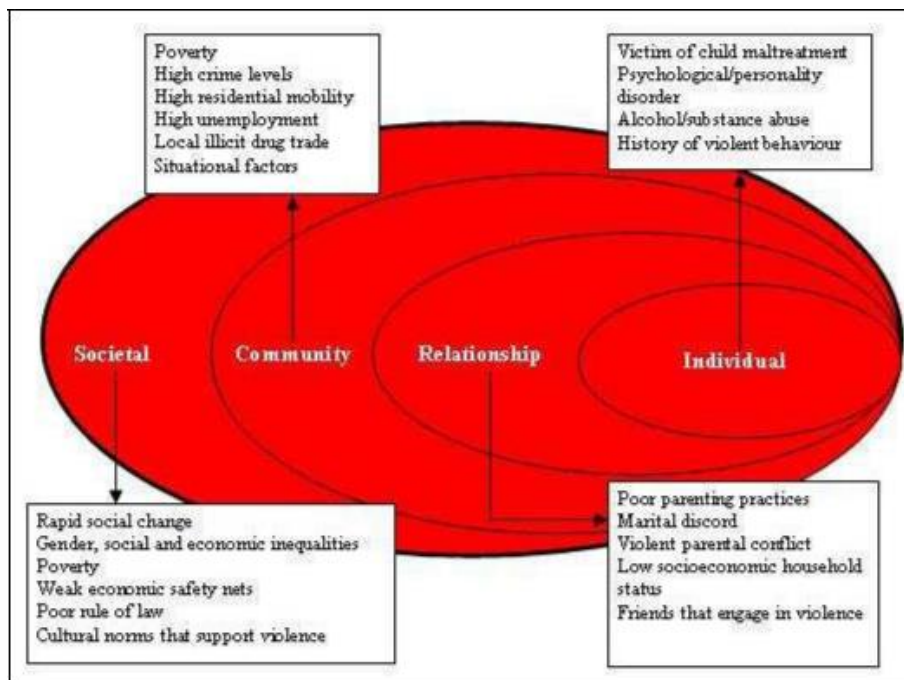 Poverty
High crime levels
High residential mobility
High unemployment
Local illicit drug trade
Situational factors
Victim of child maltreatment
Psychological/personality
disorder
Alcohol/substance abuse
History of violent behaviour
Societal
Community
Relationship
Individual
Rapid social change
Gender, social and economic inequalities
Poverty
Weak economic safety nets
Poor rule of law
Cultural norms that support violence
Poor parenting practices
Marital discord
Violent parental conflict
Low socioeconomic household
status
Friends that engage in violence